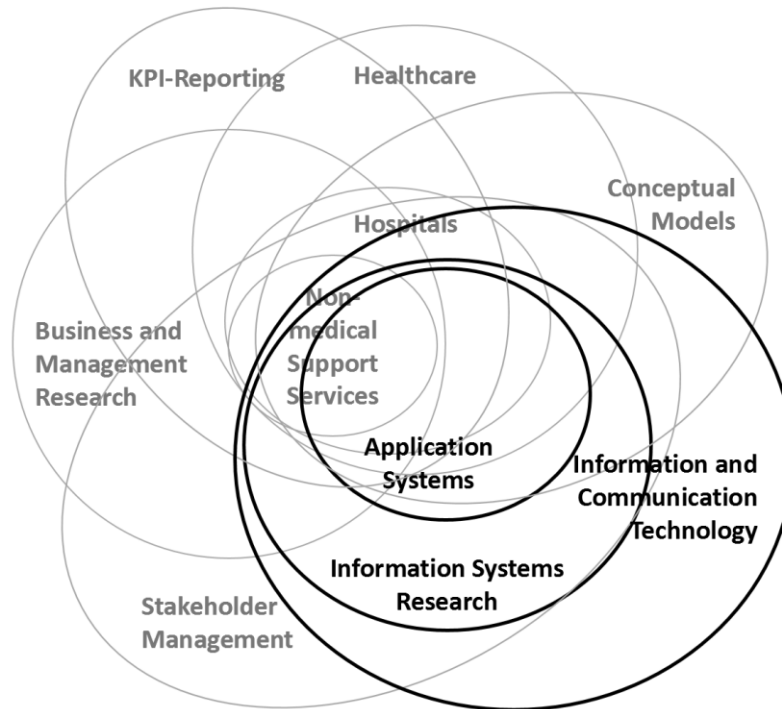 KPI-Reporting
Healthcare
Conceptual
Models
Hospitals
Non-
medical
Support
Services
Business and
Management
Research
Application
Systems
Information and
Communication
Technology
Information Systems
Research
Stakeholder
Management